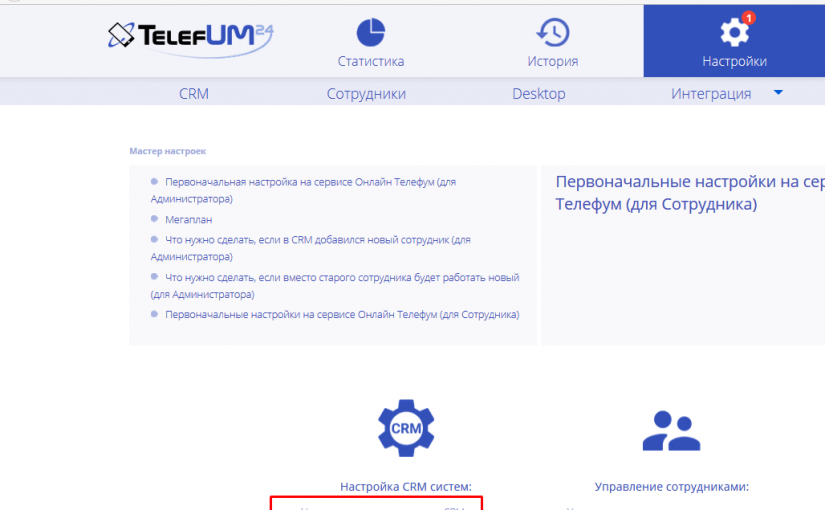 TELEFUM24
1
Статистика
История
Настройки
CRM
Сотрудники
Desktop
Интеграция
Мастер настроек
Первоначальная настройка на сервисе Онлайн Телефум (для
Администратора)
Мегаплан
Что нужно сделать, если в CRM добавился новый сотрудник (для
Администратора)
Что нужно сделать, если вместо старого сотрудника будет работать новый
(для Администратора)
Первоначальные настройки на сервисе Онлайн Телефум (для Сотрудника)
Первоначальные настройки на сер
Телефум (для Сотрудника)
CRM
Настройка CRM систем:
Управление сотрудниками:
CRM